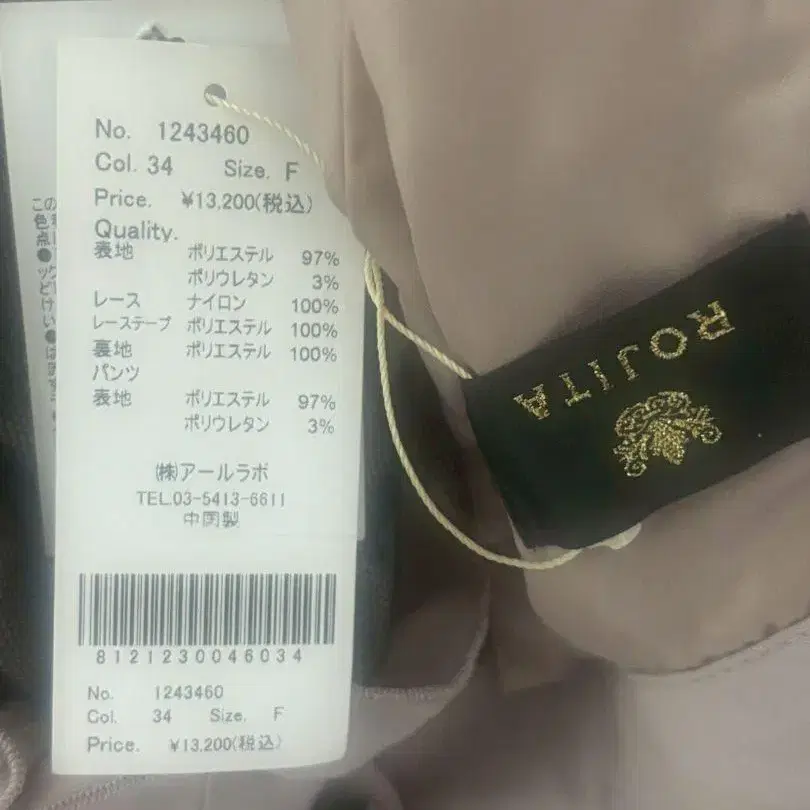 No. 1243460
Col. 34 Size. F
Price. ¥13,200(税込)
Quality.
表地 ポリエステル 97%
ポリウレタン 3%
レース ナイロン 100%
レーステープ ポリエステル 100%
裏地 ポリエステル 100%
パンツ
表地 ポリエステル 97%
ポリウレタン 3%
㈱アールラボ
TEL.03-5413-6611
中国製
8121230046034
No. 1243460
Col. 34 Size. F
Price. ¥13,200(税込)
ROJITA